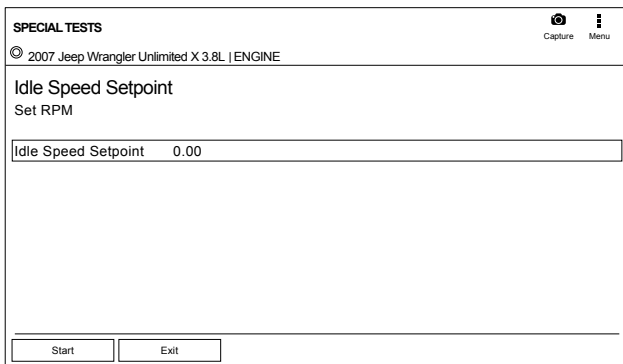 SPECIAL TESTS
Capture Menu
2007 Jeep Wrangler Unlimited X 3.8L | ENGINE
Idle Speed Setpoint
Set RPM
Idle Speed Setpoint 0.00
Start Exit